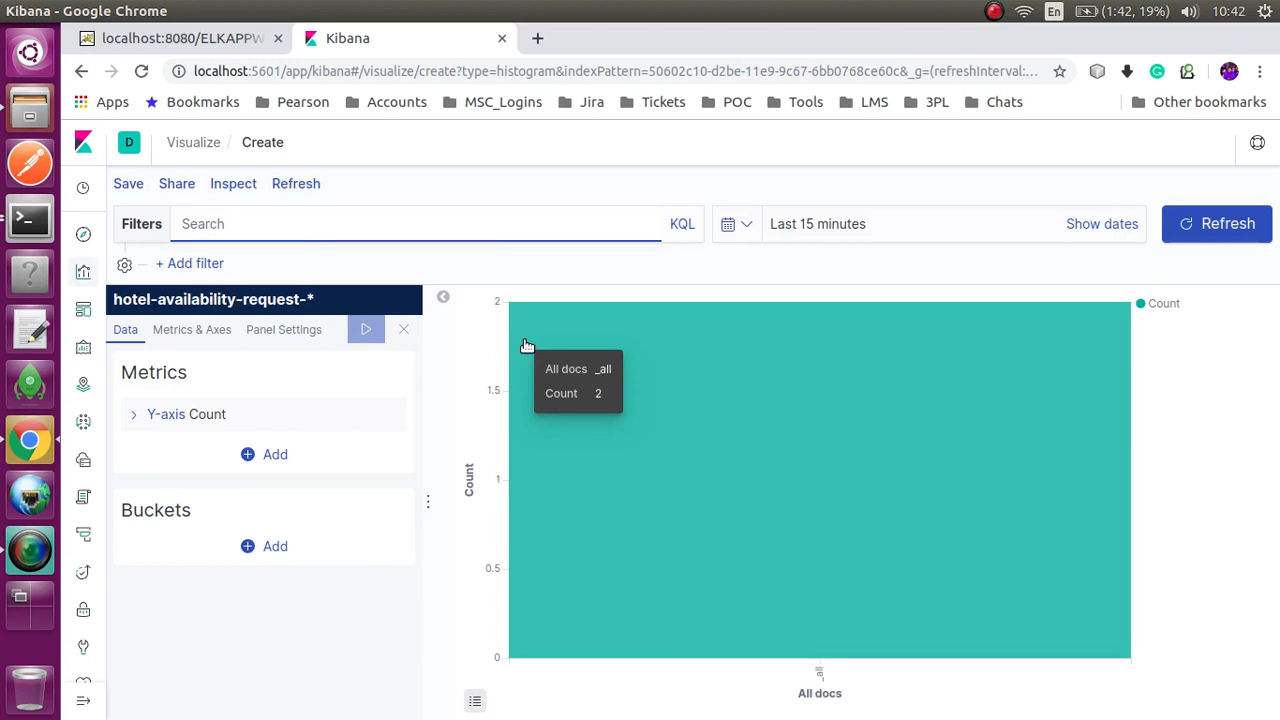 Kibana - Google Chrome
En
(1:42, 19%)
10:42
localhost:8080/ELKAPPW
Kibana
localhost:5601/app/kibana#/visualize/create?type=histogram&indexPattern=50602c10-d2be-11e9-9c67-6bb0768ce60c&_g=(refreshInterval:...
Apps
Bookmarks
Pearson
Accounts
MSC_Logins
Jira
Tickets
POC
Tools
LMS
3PL
Chats
Other bookmarks
D
Visualize / Create
Save
Share
Inspect
Refresh
Filters
Search
KQL
Last 15 minutes
Show dates
Refresh
+ Add filter
hotel-availability-request-*
Data
Metrics & Axes
Panel Settings
Metrics
Y-axis Count
Add
Buckets
Add
2
1.5
1
0.5
0
Count
All docs _all
Count 2
_all
All docs
Count